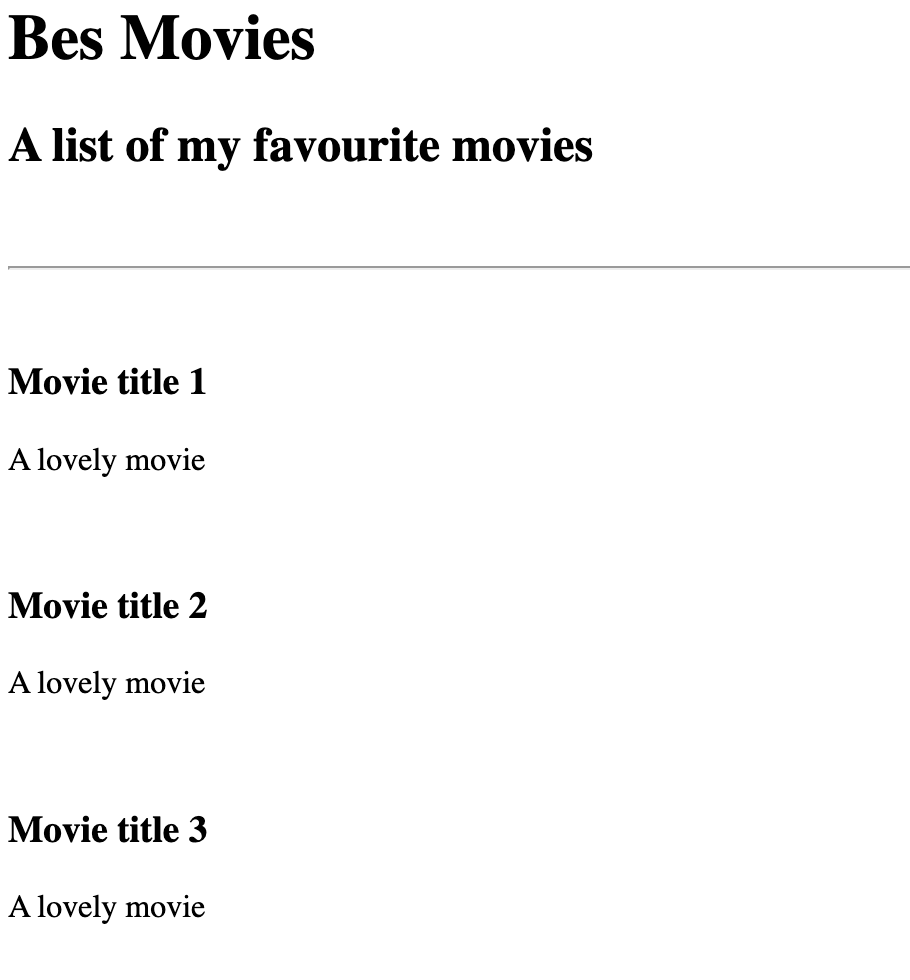 Bes Movies
A list of my favourite movies
Movie title 1
A lovely movie
Movie title 2
A lovely movie
Movie title 3
A lovely movie